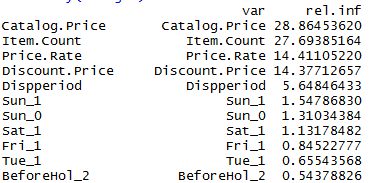 var rel.inf
Catalog.Price Catalog.Price 28.86453620
Item.Count Item.Count 27.69385164
Price.Rate Price.Rate 14.41105220
Discount.Price Discount.Price 14.37712657
Dispperiod Dispperiod 5.64846433
Sun_1 Sun_1 1.54786830
Sun_0 Sun_0 1.31034384
Sat_1 Sat_1 1.13178482
Fri_1 Fri_1 0.84522777
Tue_1 Tue_1 0.65543568
BeforeHol_2 BeforeHol_2 0.54378826